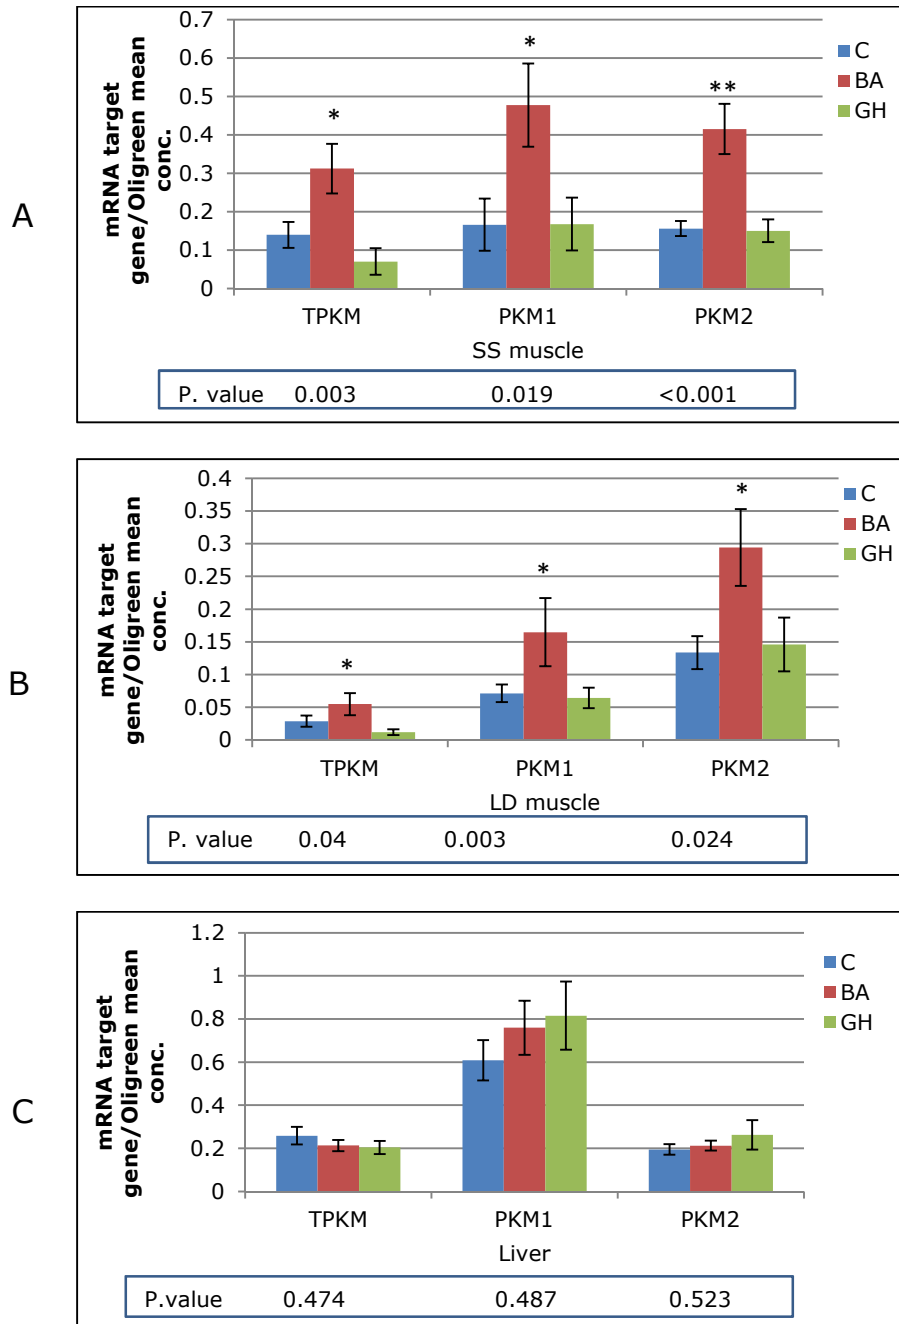 A
mRNA target
gene/Oligreen mean
conc.
0.7
0.6
0.5
0.4
0.3
0.2
0.1
0
*
*
**
C
BA
GH
TPKM PKM1 PKM2
SS muscle
P. value 0.003 0.019 <0.001
B
mRNA target
gene/Oligreen mean
conc.
0.4
0.35
0.3
0.25
0.2
0.15
0.1
0.05
0
*
*
*
C
BA
GH
TPKM PKM1 PKM2
LD muscle
P. value 0.04 0.003 0.024
C
mRNA target
gene/Oligreen mean
conc.
1.2
1
0.8
0.6
0.4
0.2
0
C
BA
GH
TPKM PKM1 PKM2
Liver
P.value 0.474 0.487 0.523